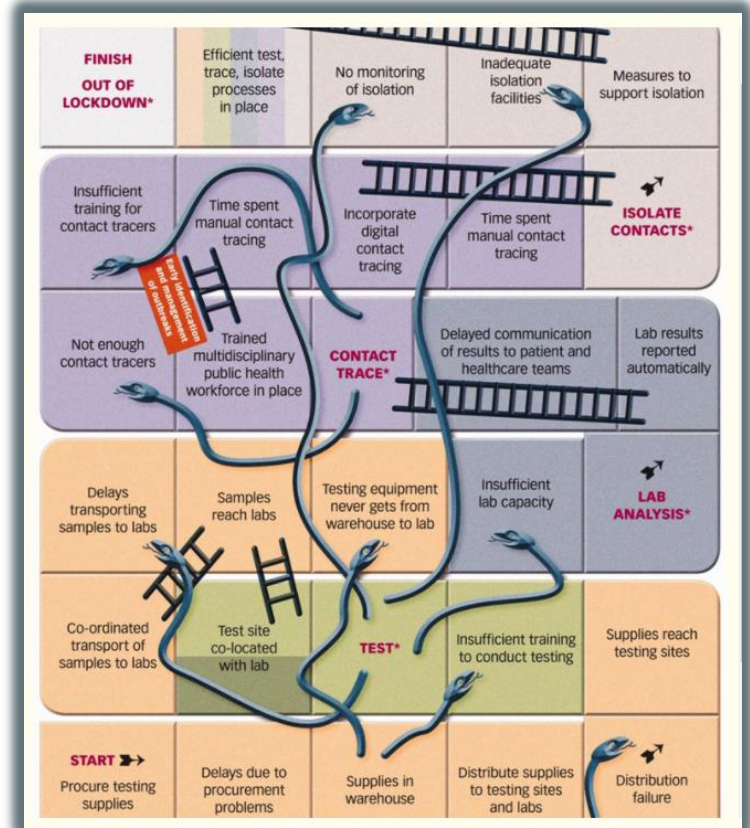 FINISH
OUT OF
LOCKDOWN*
Efficient test,
trace, isolate
processes
in place
No monitoring
of isolation
Inadequate
isolation
facilities
Measures to
support isolation
Insufficient
training for
contact tracers
Time spent
manual contact
tracing
Incorporate
digital
contact
tracing
Time spent
manual contact
tracing
ISOLATE
CONTACTS*
Early identification
and management
of outbreaks
Not enough
contact tracers
Trained
multidisciplinary
public health
workforce in place
CONTACT
TRACE*
Delayed communication
of results to patient and
healthcare teams
Lab results
reported
automatically
Delays
transporting
samples to labs
Samples
reach labs
Testing equipment
never gets from
warehouse to lab
Insufficient
lab capacity
LAB
ANALYSIS*
Co-ordinated
transport of
samples to labs
Test site
co-located
with lab
TEST*
Insufficient training
to conduct testing
Supplies reach
testing sites
START
Procure testing
supplies
Delays due to
procurement
problems
Supplies in
warehouse
Distribute supplies
to testing sites
and labs
Distribution
failure